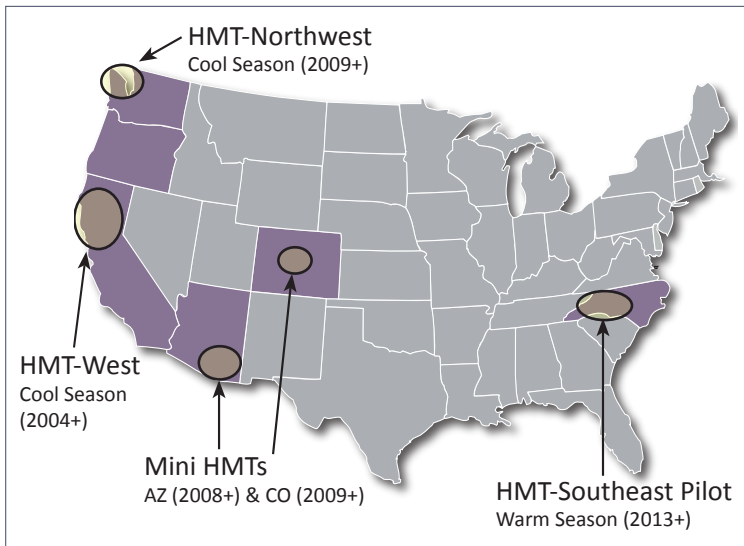 HMT-Northwest
Cool Season (2009+)
HMT-West
Cool Season
(2004+)
Mini HMTs
AZ (2008+) & CO (2009+)
HMT-Southeast Pilot
Warm Season (2013+)